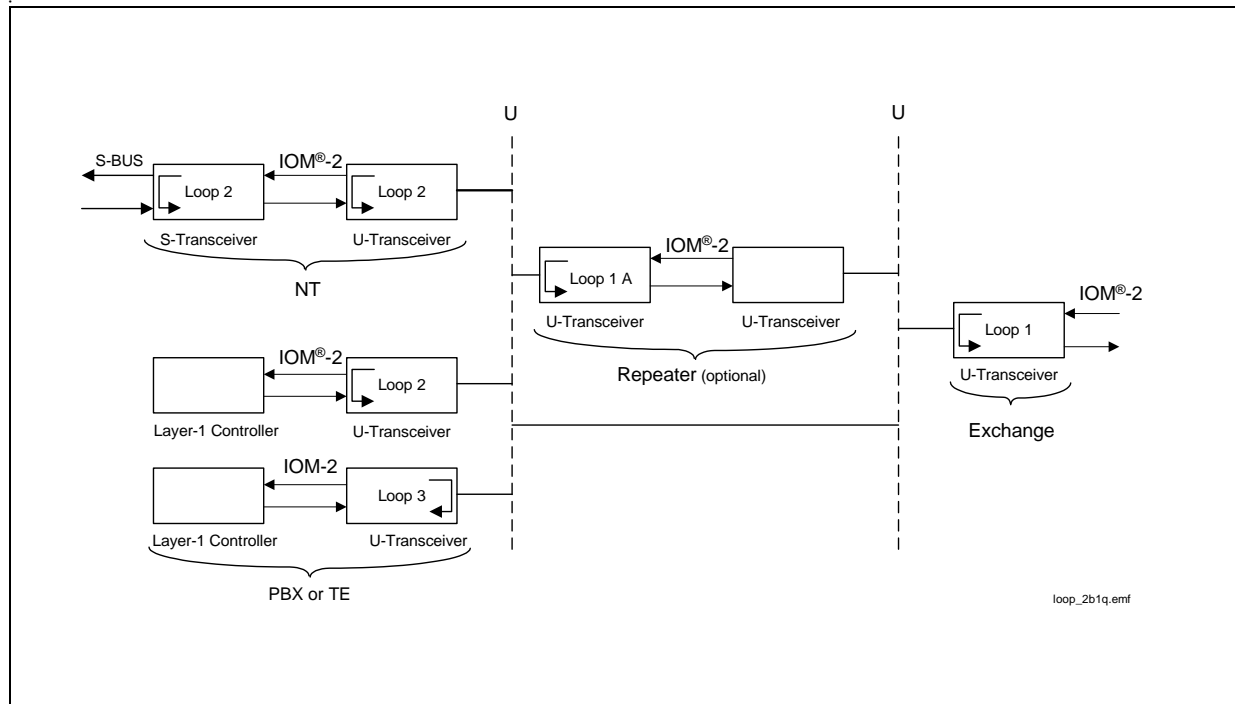 U
U
S-BUS
IOM®-2
Loop 2
Loop 2
S-Transceiver
U-Transceiver
NT
IOM®-2
Loop 1 A
U-Transceiver
U-Transceiver
Repeater (optional)
IOM®-2
Loop 1
U-Transceiver
Exchange
IOM®-2
Loop 2
Layer-1 Controller
U-Transceiver
IOM-2
Loop 3
Layer-1 Controller
U-Transceiver
PBX or TE
loop_2b1q.emf